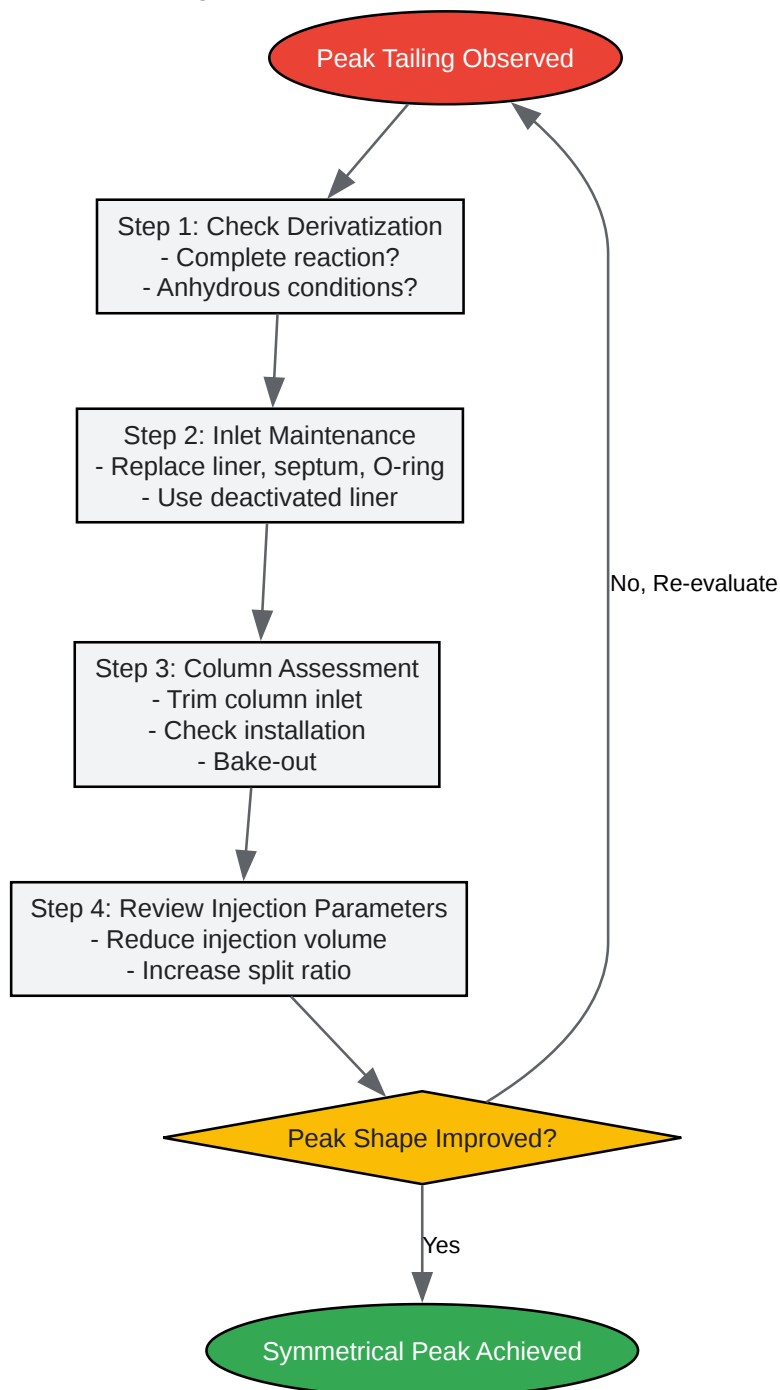 Peak Tailing Observed
Step 1: Check Derivatization
- Complete reaction?
- Anhydrous conditions?
Step 2: Inlet Maintenance
- Replace liner, septum, O-ring
- Use deactivated liner
No, Re-evaluate
Step 3: Column Assessment
- Trim column inlet
- Check installation
- Bake-out
Step 4: Review Injection Parameters
- Reduce injection volume
- Increase split ratio
Peak Shape Improved?
Yes
Symmetrical Peak Achieved